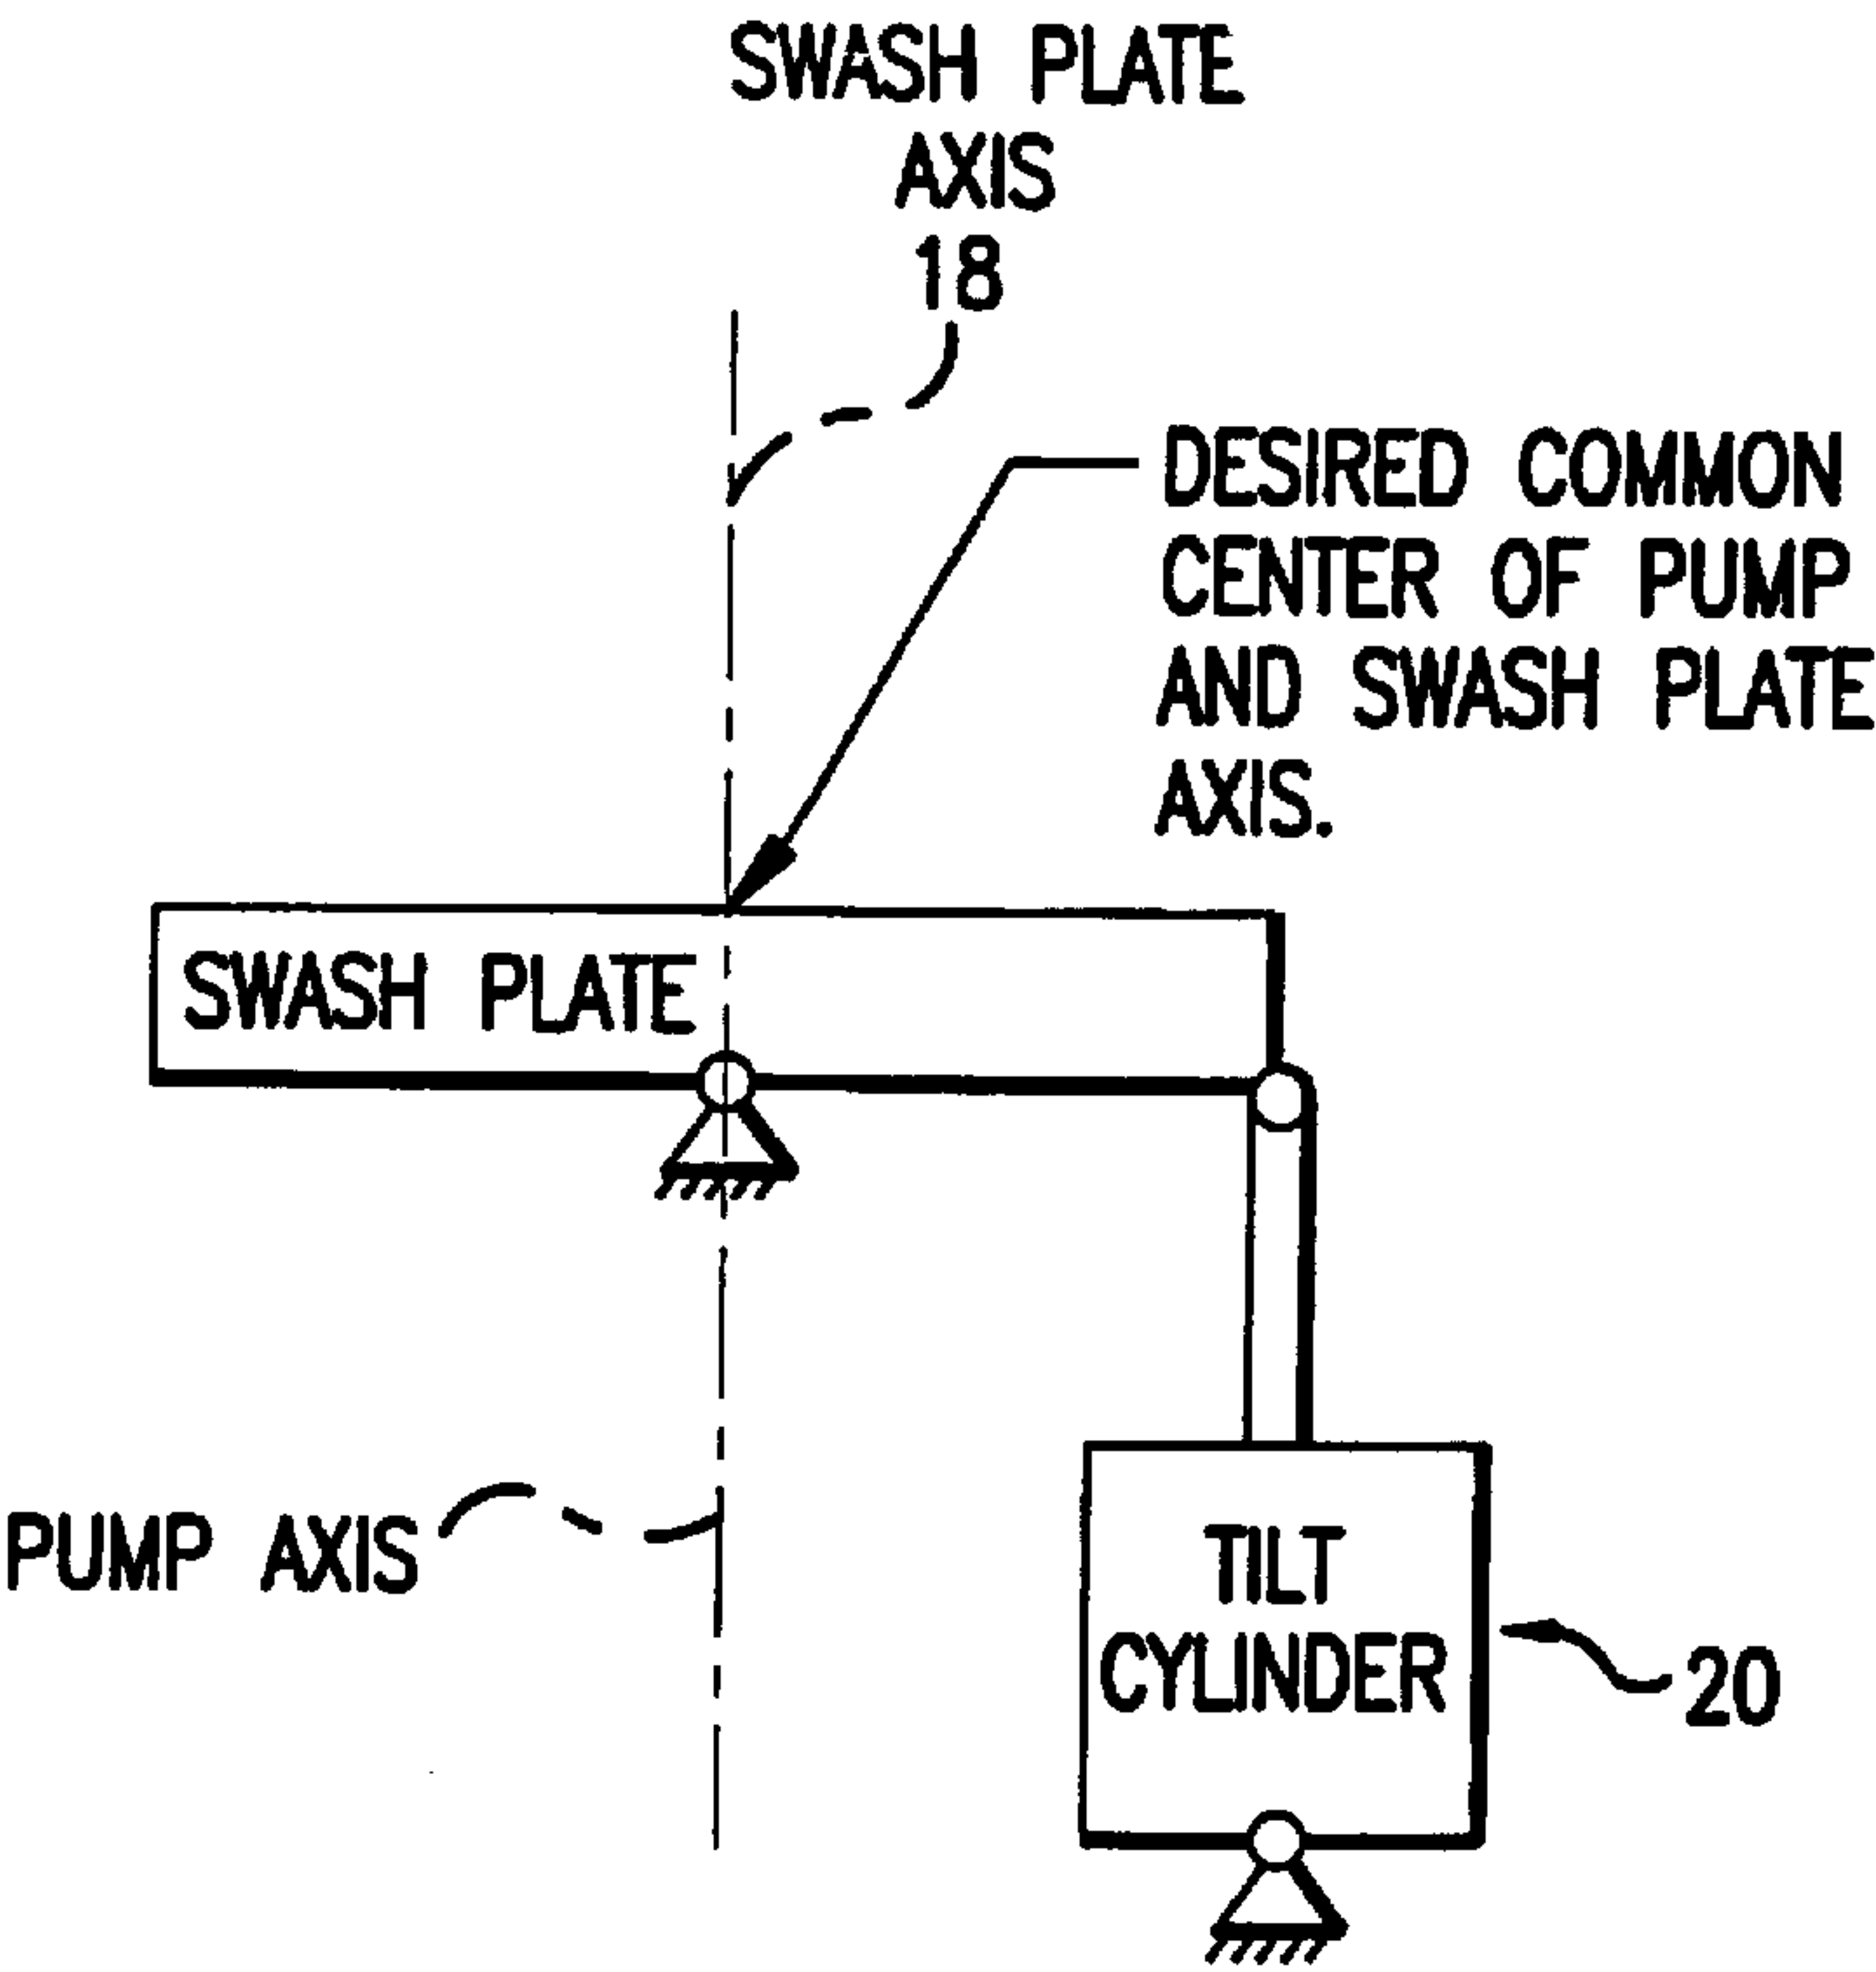 SWASH PLATE
AXIS
18
DESIRED COMMON
CENTER OF PUMP
AND SWASH PLATE
AXIS.
SWASH PLATE
PUMP AXIS
TILT
CYLINDER
20